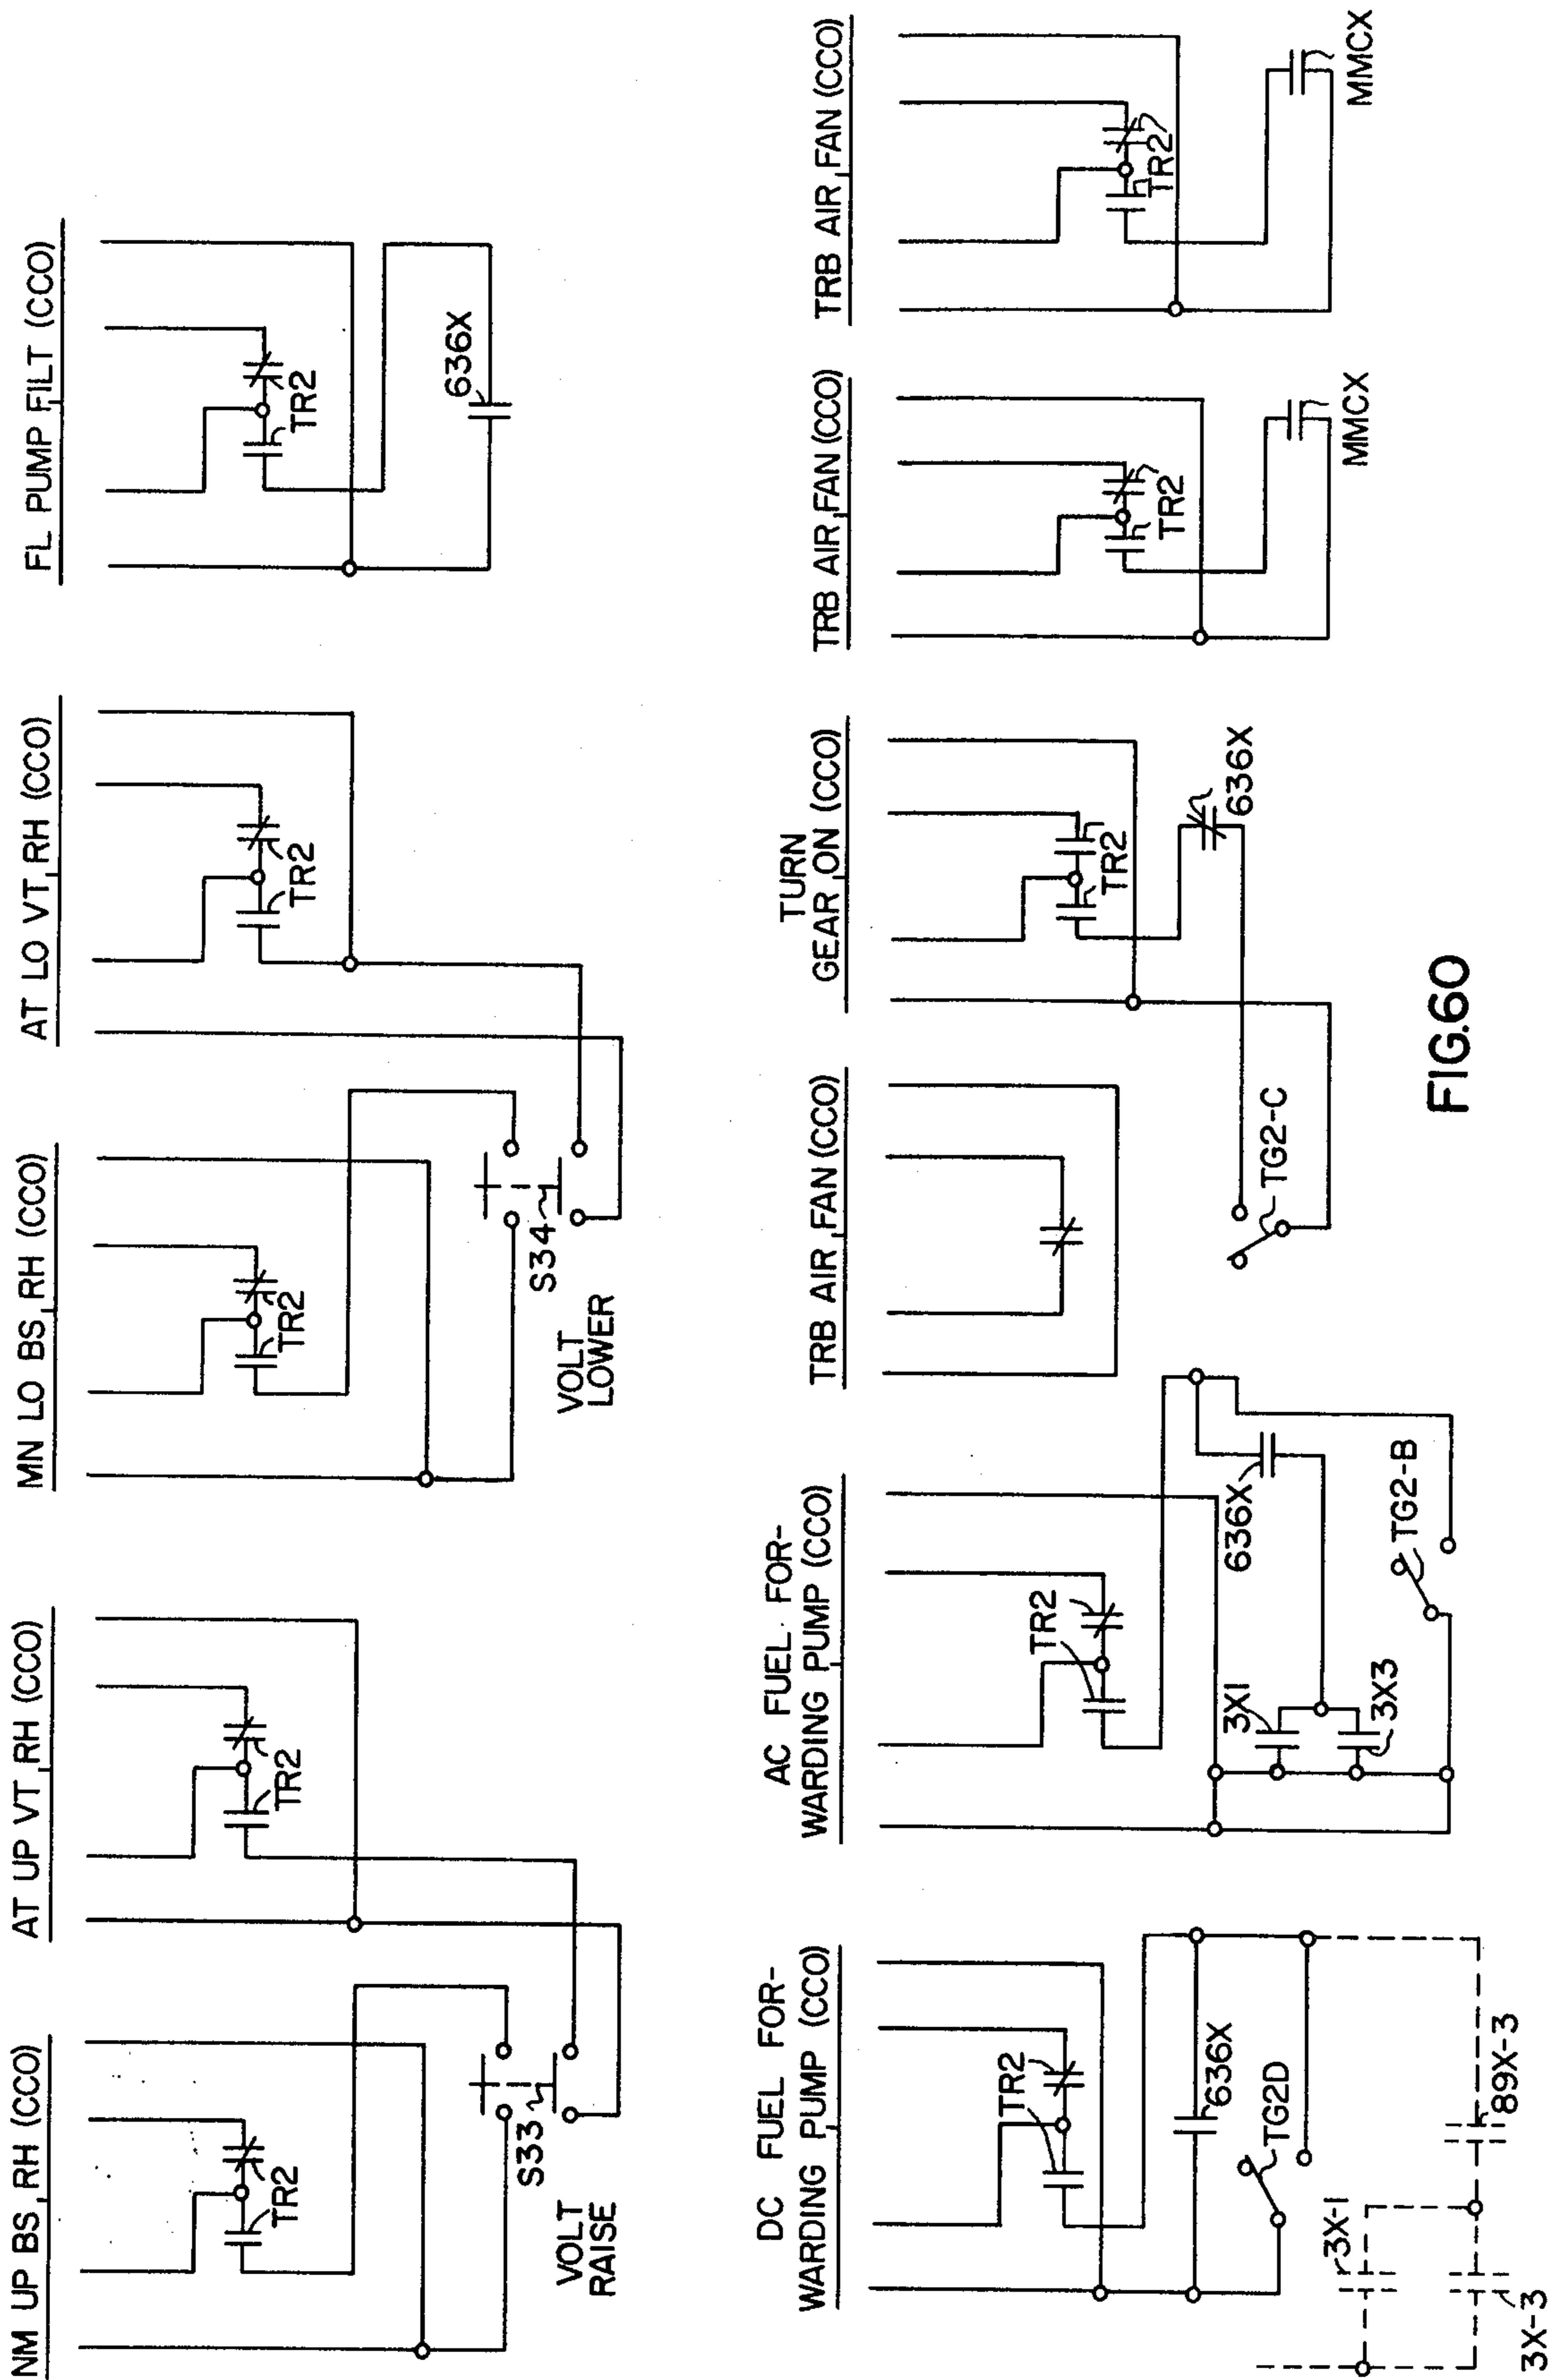 NM UP BS, RH (CCO)
TR2
S33
VOLT
RAISE
AT UP VT, RH (CCO)
TR2
MN LO BS, RH (CCO)
TR2
S34
VOLT
LOWER
AT LO VT, RH (CCO)
TR2
FL PUMP FILT (CCO)
TR2
636X
DC FUEL FOR-
WARDING PUMP (CCO)
TR2
636X
TG2D
3X-1
3X-3
89X-3
AC FUEL FOR-
WARDING PUMP (CCO)
TR2
636X
3X1
3X3
TG2-B
TRB AIR FAN (CCO)
TURN
GEAR ON (CCO)
TR2
636X
TG2-C
TRB AIR FAN (CCO)
TR2
MMCX
TRB AIR FAN (CCO)
TR2
MMCX
FIG.60